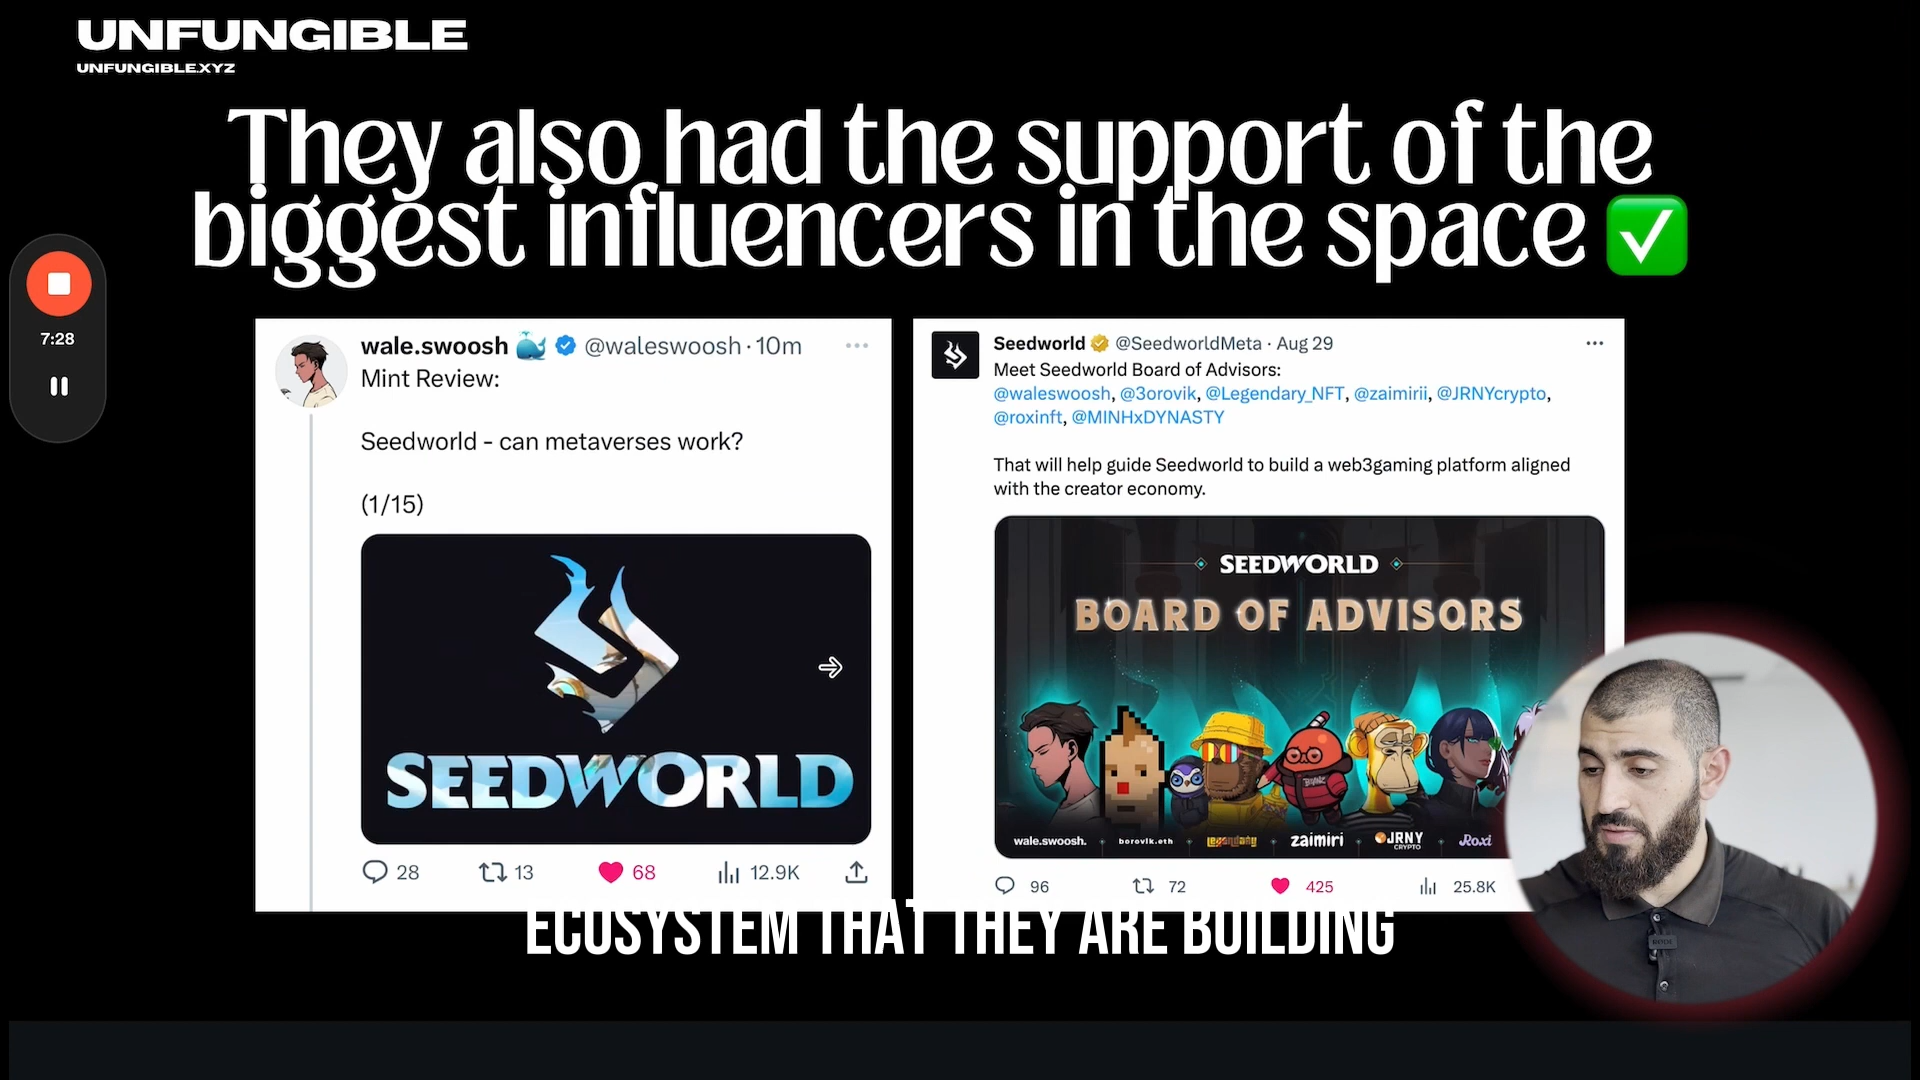 UNFUNGIBLE
UNFUNGIBLE.XYZ
They also had the support of the
biggest influencers in the space ✅
7:28
wale.swoosh 🐳 @waleswoosh · 10m
Mint Review:
Seedworld - can metaverses work?
(1/15)
SEEDWORLD
28 13 68 12.9K
Seedworld @SeedworldMeta · Aug 29
Meet Seedworld Board of Advisors:
@waleswoosh, @3orovik, @Legendary_NFT, @zaimirii, @JRNYcrypto,
@roxinft, @MINHxDYNASTY
That will help guide Seedworld to build a web3gaming platform aligned
with the creator economy.
SEEDWORLD
BOARD OF ADVISORS
wale.swoosh. borovik.eth LEGENDARY zaimiri JRNY CRYPTO Roxi
96 72 425 25.8K
ECOSYSTEM THAT THEY ARE BUILDING
RODE